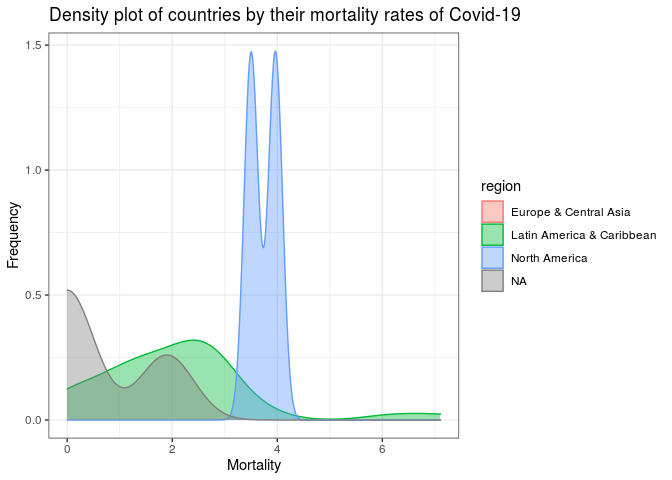 Density plot of countries by their mortality rates of Covid-19
1.5
1.0
0.5
0.0
Frequency
0 2 4 6
Mortality
region
Europe & Central Asia
Latin America & Caribbean
North America
NA